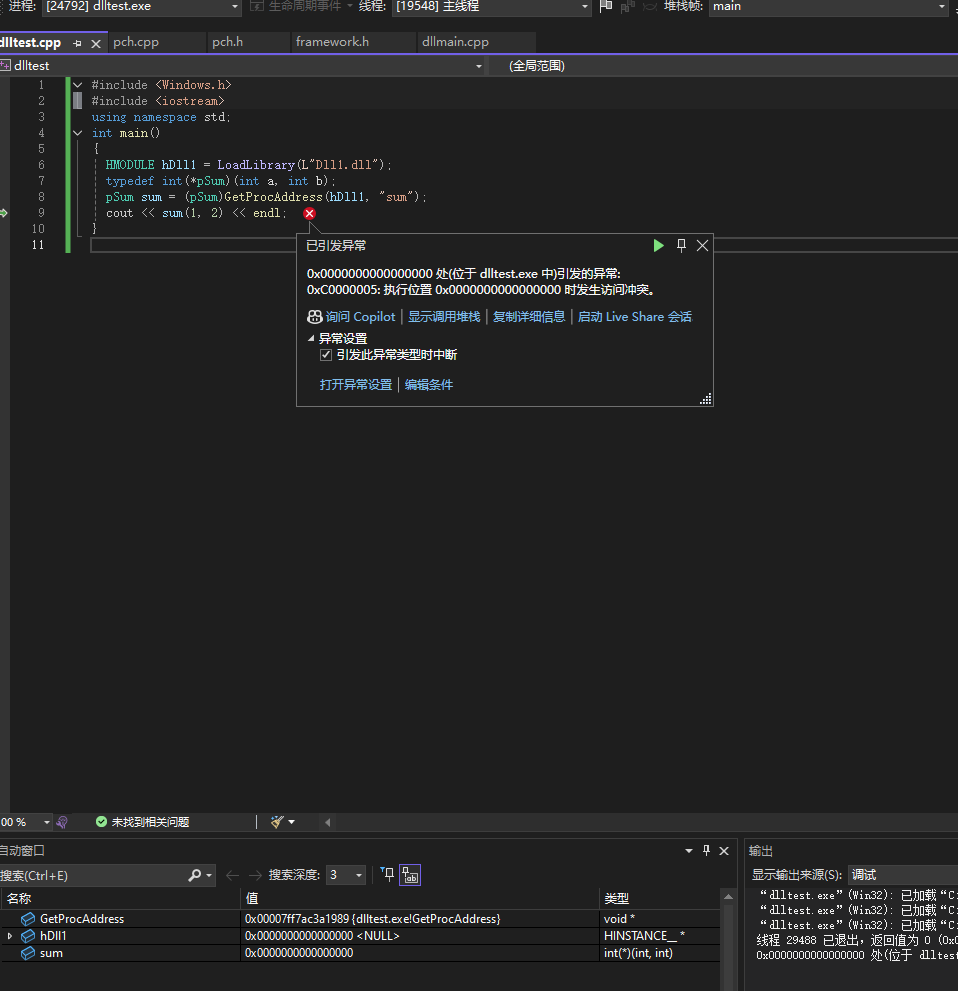 进程: [24792] dlltest.exe 生命周期事件 线程: [19548] 主线程 堆栈帧: main
dlltest.cpp pch.cpp pch.h framework.h dllmain.cpp
dlltest (全局范围)
1 #include <Windows.h>
2 #include <iostream>
3 using namespace std;
4 int main()
5 {
6 HMODULE hDll1 = LoadLibrary(L"Dll1.dll");
7 typedef int(*pSum)(int a, int b);
8 pSum sum = (pSum)GetProcAddress(hDll1, "sum");
9 cout << sum(1, 2) << endl;
10 }
11
已引发异常
0x0000000000000000 处(位于 dlltest.exe 中)引发的异常:
0xC0000005: 执行位置 0x0000000000000000 时发生访问冲突。
询问 Copilot | 显示调用堆栈 | 复制详细信息 | 启动 Live Share 会话
异常设置
引发此异常类型时中断
打开异常设置 | 编辑条件
00 % 未找到相关问题
自动窗口
搜索(Ctrl+E) 搜索深度: 3
名称 值 类型
GetProcAddress 0x00007ff7ac3a1989 {dlltest.exe!GetProcAddress} void *
hDll1 0x0000000000000000 <NULL> HINSTANCE__ *
sum 0x0000000000000000 int(*)(int, int)
输出
显示输出来源(S): 调试
“dlltest.exe”(Win32): 已加载“C:
“dlltest.exe”(Win32): 已加载“C:
“dlltest.exe”(Win32): 已加载“C:
线程 29488 已退出，返回值为 0 (0x0
0x0000000000000000 处(位于 dlltes